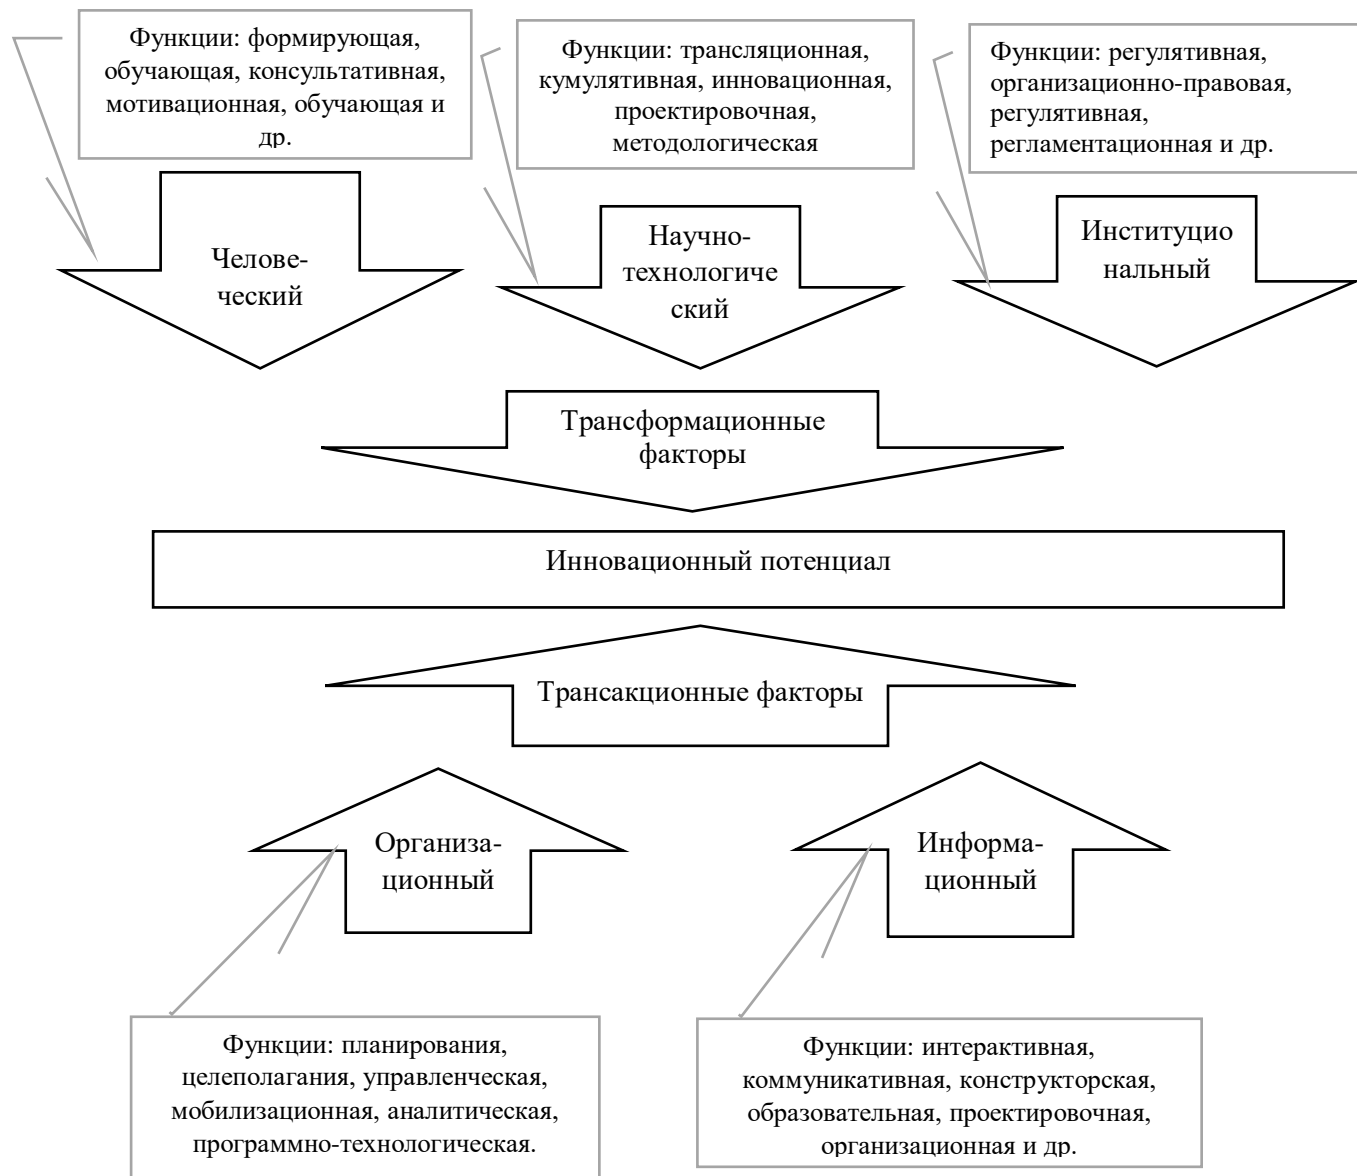 Функции: формирующая,
обучающая, консультативная,
мотивационная, обучающая и
др.
Функции: трансляционная,
кумулятивная, инновационная,
проектировочная,
методологическая
Функции: регулятивная,
организационно-правовая,
регулятивная,
регламентационная и др.
Челове-
ческий
Научно-
технологиче
ский
Институцио
нальный
Трансформационные
факторы
Инновационный потенциал
Трансакционные факторы
Организа-
ционный
Информа-
ционный
Функции: планирования,
целеполагания, управленческая,
мобилизационная, аналитическая,
программно-технологическая.
Функции: интерактивная,
коммуникативная, конструкторская,
образовательная, проектировочная,
организационная и др.